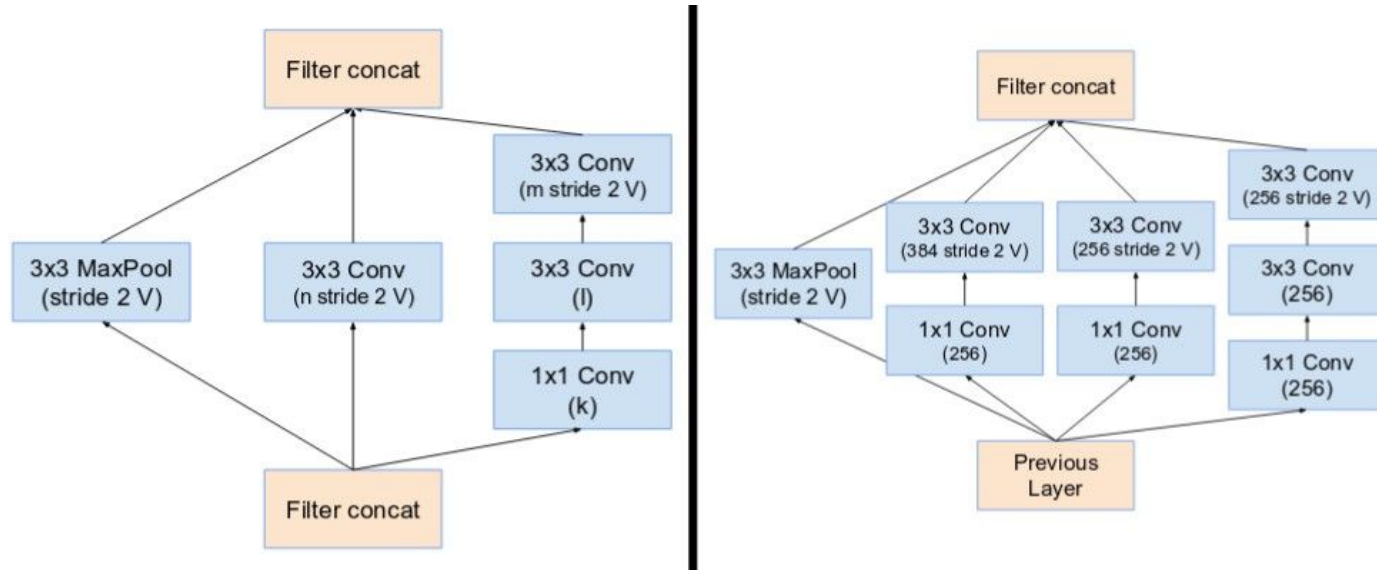 Filter concat
3x3 Conv
(m stride 2 V)
3x3 MaxPool
(stride 2 V)
3x3 Conv
(n stride 2 V)
3x3 Conv
(l)
1x1 Conv
(k)
Filter concat
Filter concat
3x3 Conv
(256 stride 2 V)
3x3 Conv
(384 stride 2 V)
3x3 Conv
(256 stride 2 V)
3x3 MaxPool
(stride 2 V)
3x3 Conv
(256)
1x1 Conv
(256)
1x1 Conv
(256)
1x1 Conv
(256)
Previous
Layer